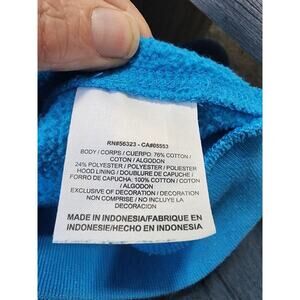 RN#56323 - CA#05553
BODY / CORPS / CUERPO: 76% COTTON /
COTON / ALGODON
24% POLYESTER / POLYESTER / POLIESTER
HOOD LINING / DOUBLURE DE CAPUCHE /
FORRO DE CAPUCHA: 100% COTTON / COTON
/ ALGODON
EXCLUSIVE OF DECORATION / DECORATION
NON COMPRISE / NO INCLUYE LA
DECORACION
MADE IN INDONESIA/FABRIQUE EN
INDONESIE/HECHO EN INDONESIA